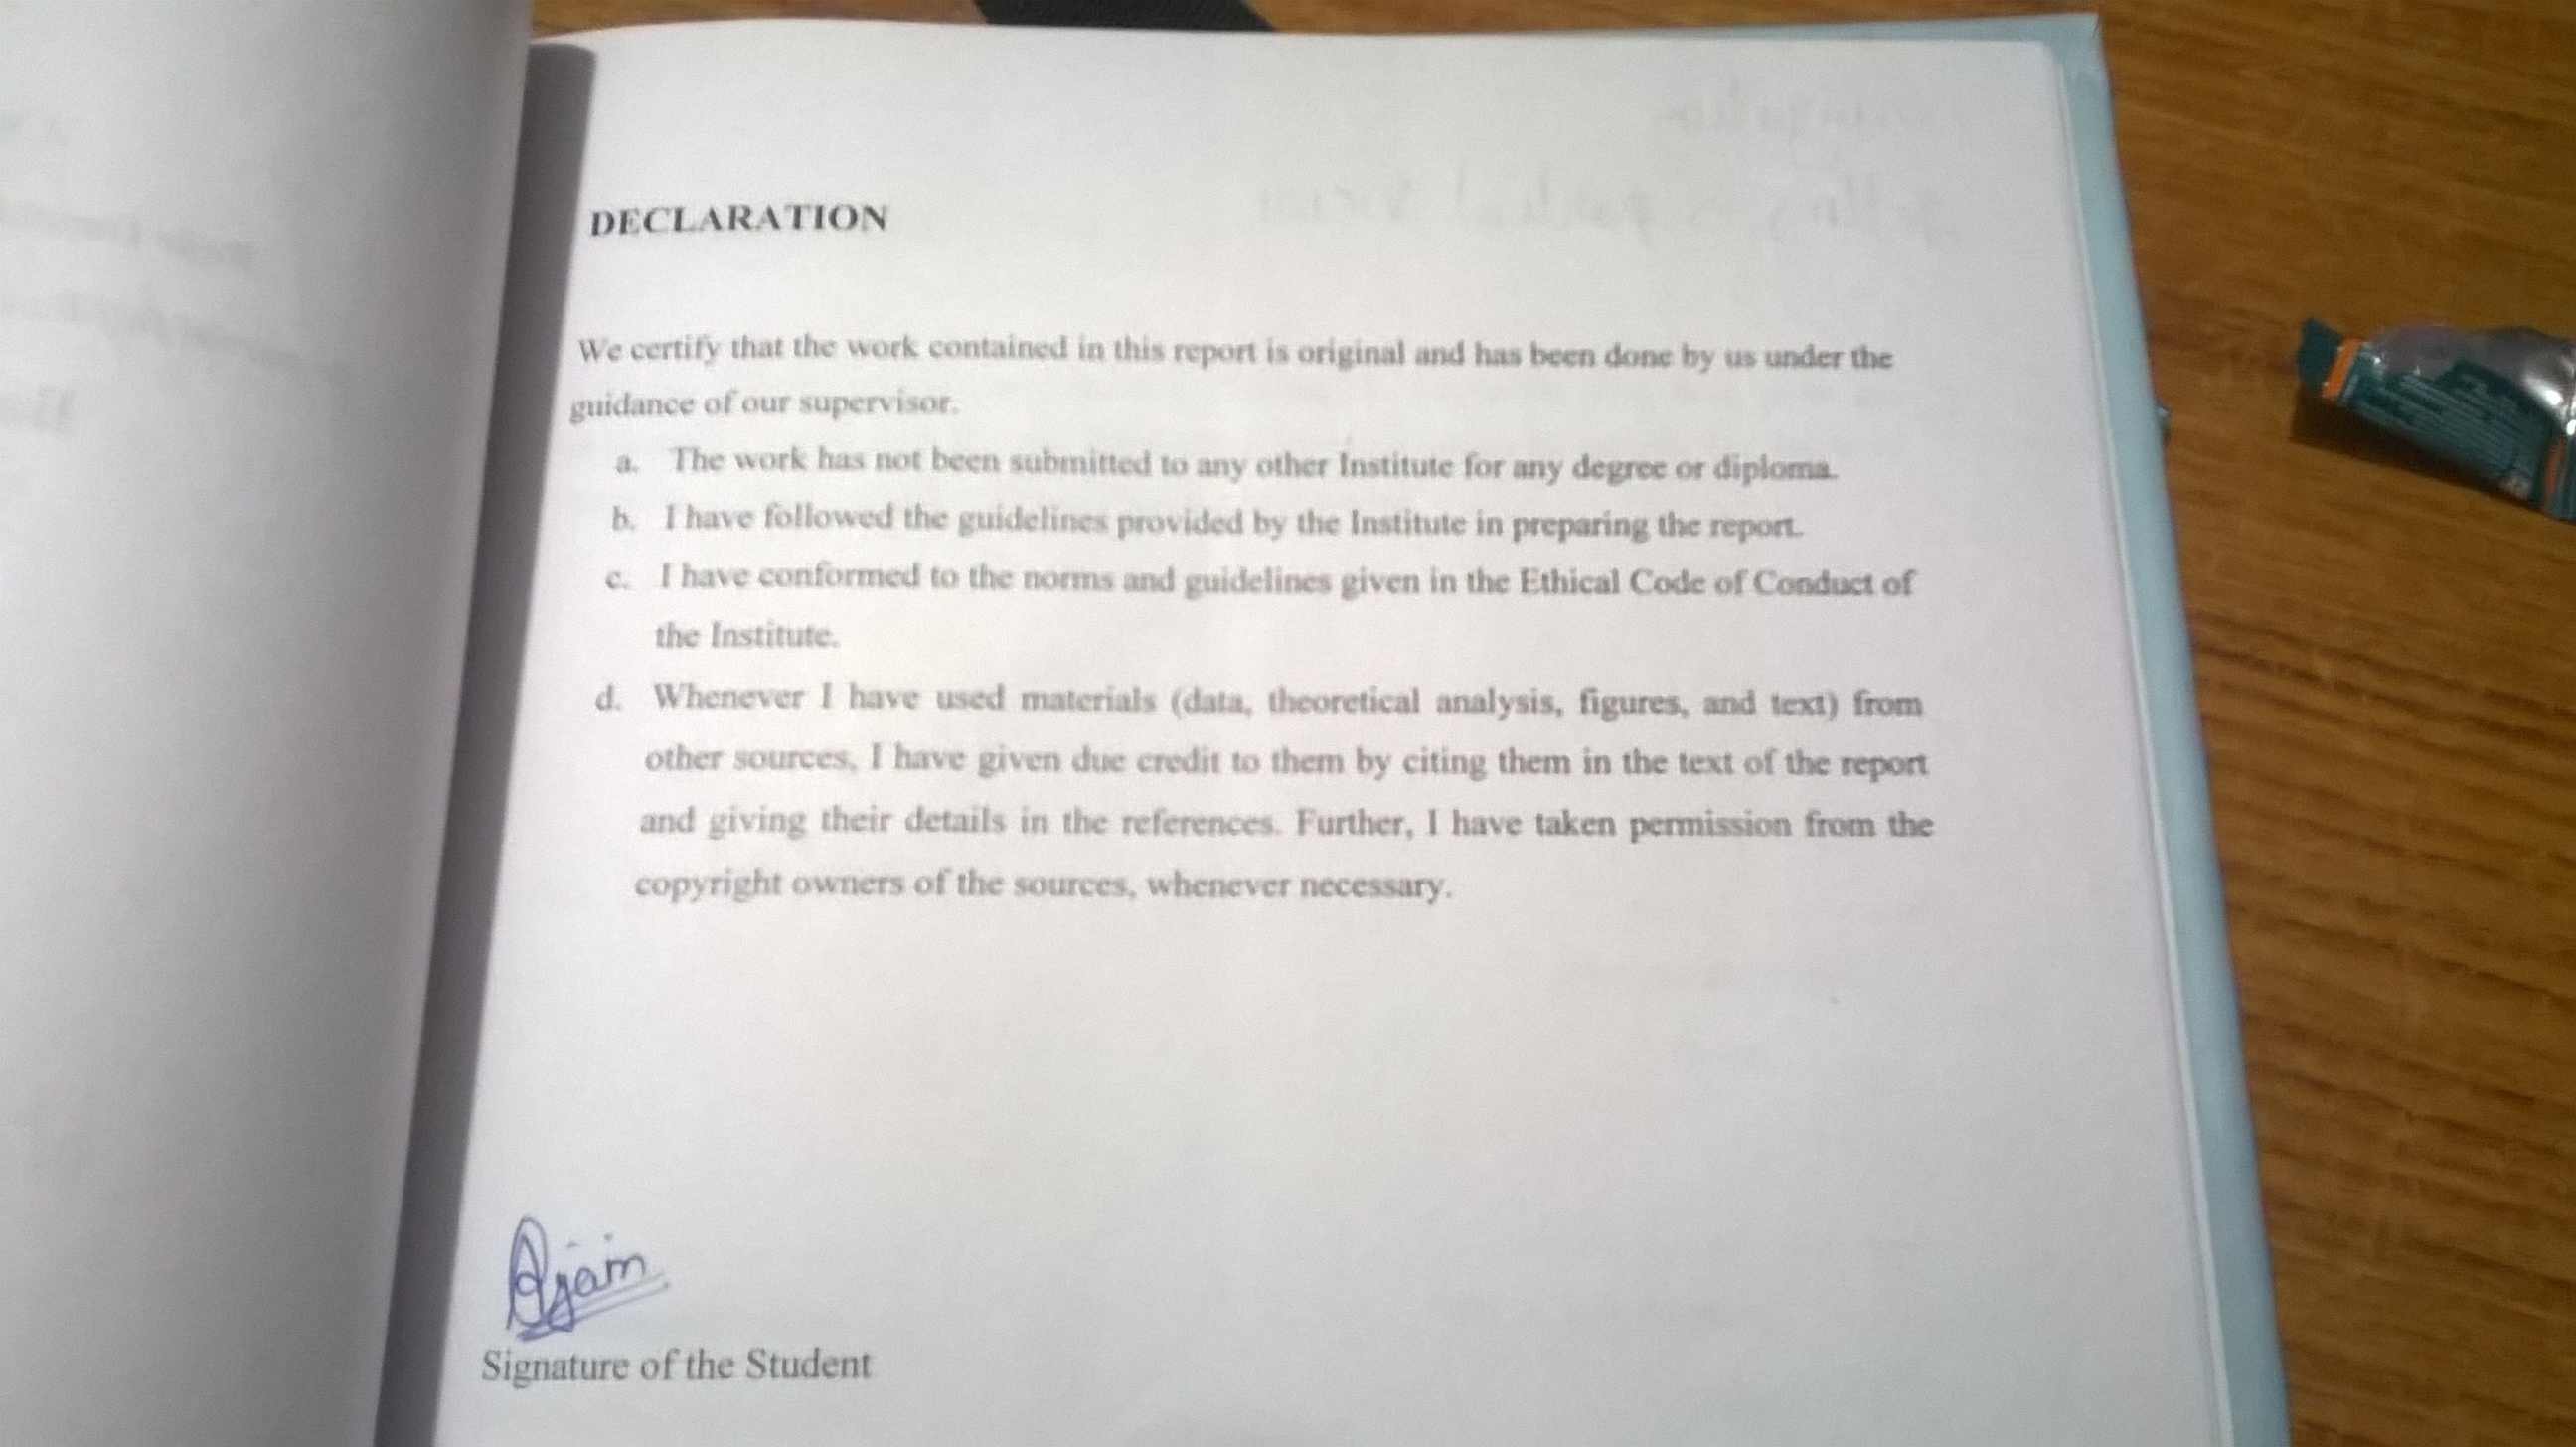 DECLARATION
We certify that the work contained in this report is original and has been done by us under the
guidance of our supervisor.
a. The work has not been submitted to any other Institute for any degree or diploma.
b. I have followed the guidelines provided by the Institute in preparing the report.
c. I have conformed to the norms and guidelines given in the Ethical Code of Conduct of
the Institute.
d. Whenever I have used materials (data, theoretical analysis, figures, and text) from
other sources, I have given due credit to them by citing them in the text of the report
and giving their details in the references. Further, I have taken permission from the
copyright owners of the sources, whenever necessary.
Signature of the Student